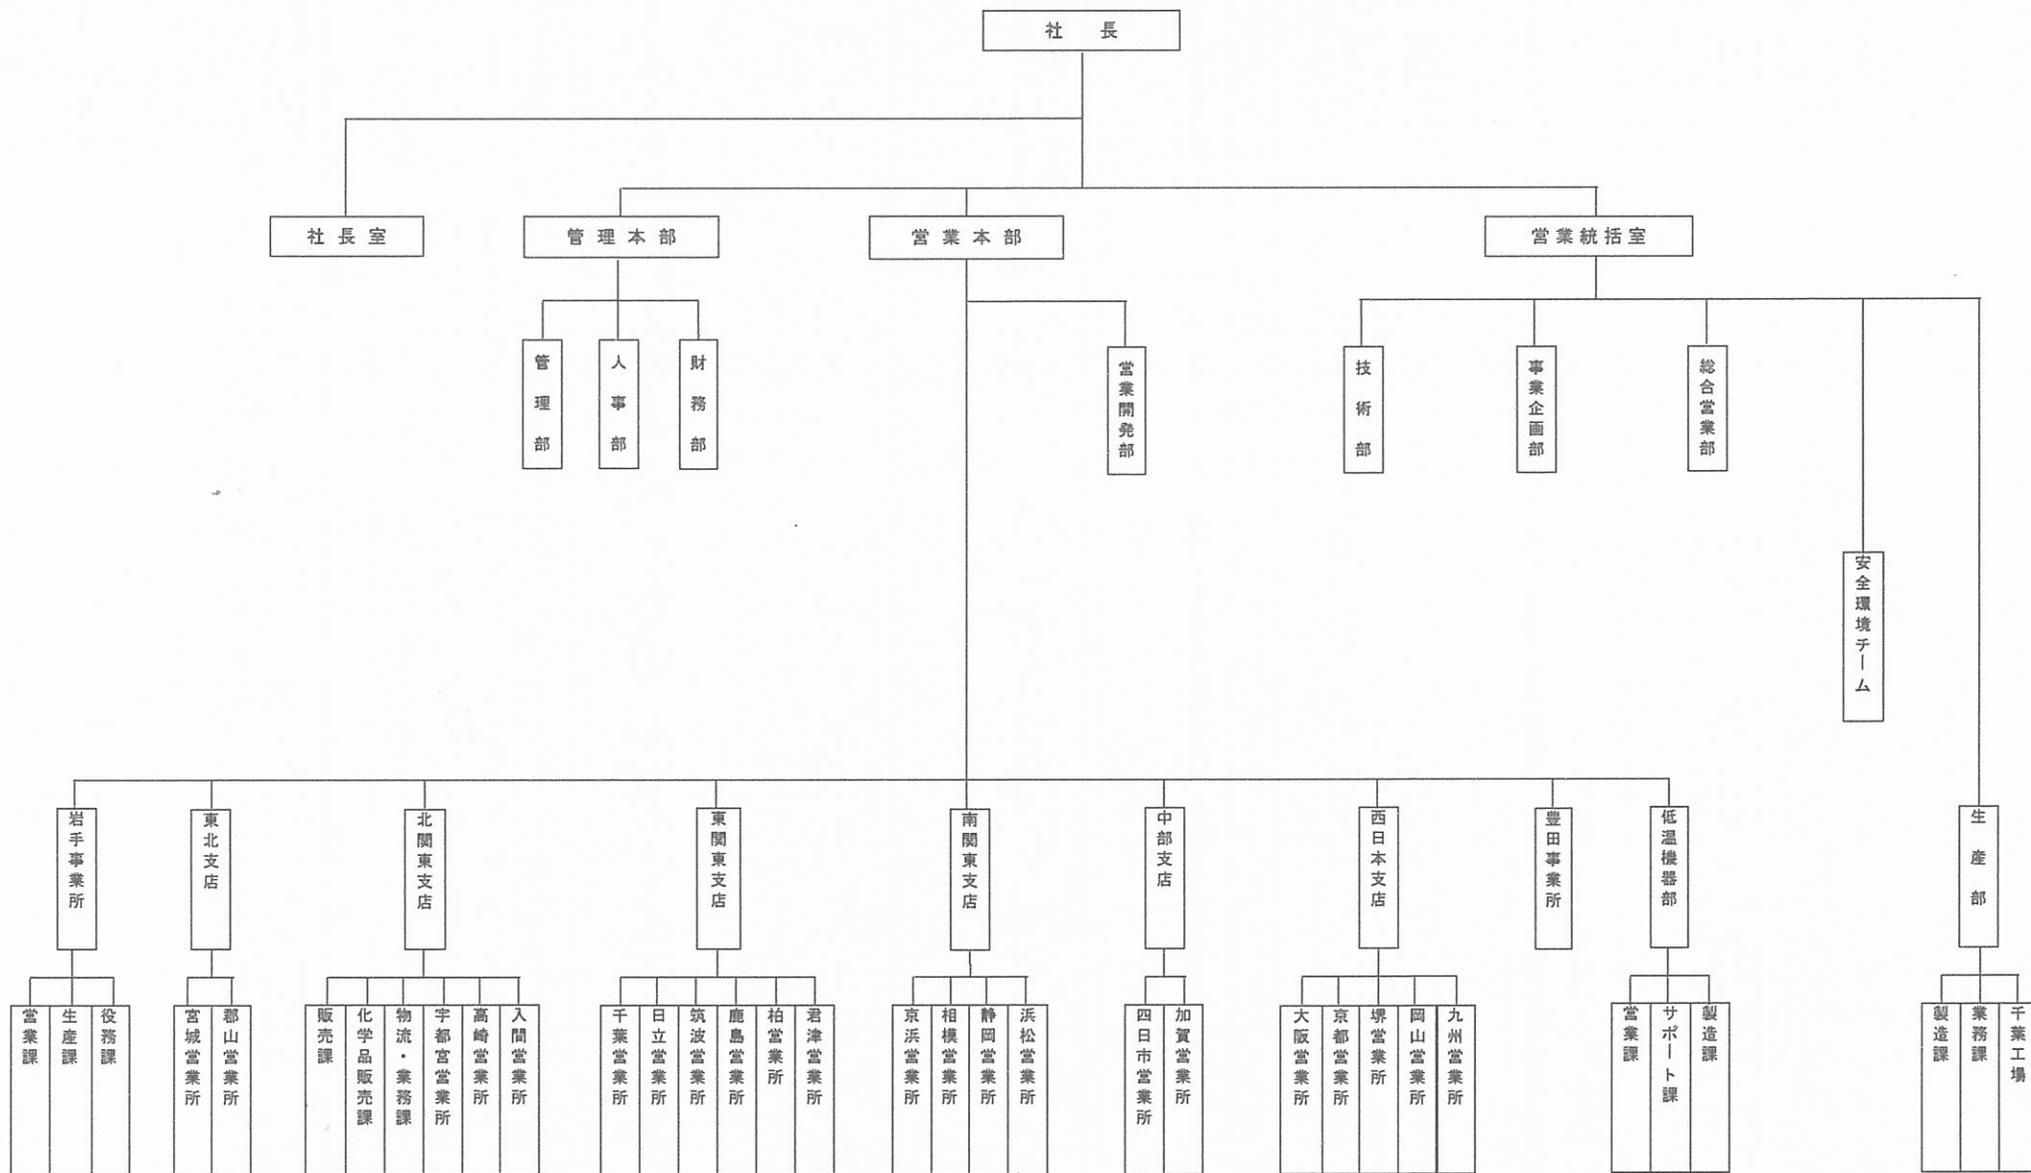 社長
社長室
管理本部
営業本部
営業統括室
管理部
人事部
財務部
営業開発部
技術部
事業企画部
総合営業部
安全環境チーム
岩手事業所
東北支店
北関東支店
東関東支店
南関東支店
中部支店
西日本支店
豊田事業所
低温機器部
生産部
営業課
生産課
役務課
宮城営業所
郡山営業所
販売課
化学品販売課
物流・業務課
宇都宮営業所
高崎営業所
入間営業所
千葉営業所
日立営業所
筑波営業所
鹿島営業所
柏営業所
君津営業所
京浜営業所
相模営業所
静岡営業所
浜松営業所
四日市営業所
加賀営業所
大阪営業所
京都営業所
堺営業所
岡山営業所
九州営業所
営業課
サポート課
製造課
製造課
業務課
千葉工場